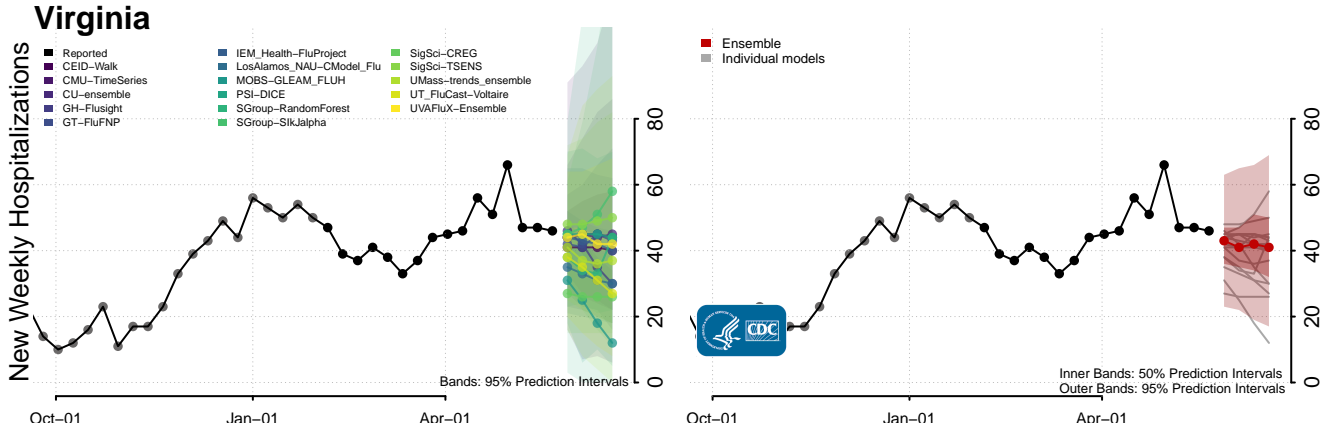 Virginia
New Weekly Hospitalizations
Reported
CEID−Walk
CMU−TimeSeries
CU−ensemble
GH−Flusight
GT−FluFNP
IEM_Health−FluProject
LosAlamos_NAU−CModel_Flu
MOBS−GLEAM_FLUH
PSI−DICE
SGroup−RandomForest
SGroup−SIkJalpha
SigSci−CREG
SigSci−TSENS
UMass−trends_ensemble
UT_FluCast−Voltaire
UVAFluX−Ensemble
80
60
40
20
0
Bands: 95% Prediction Intervals
Oct−01
Jan−01
Apr−01
Ensemble
Individual models
80
60
40
20
0
CDC
Inner Bands: 50% Prediction Intervals
Outer Bands: 95% Prediction Intervals
Oct−01
Jan−01
Apr−01